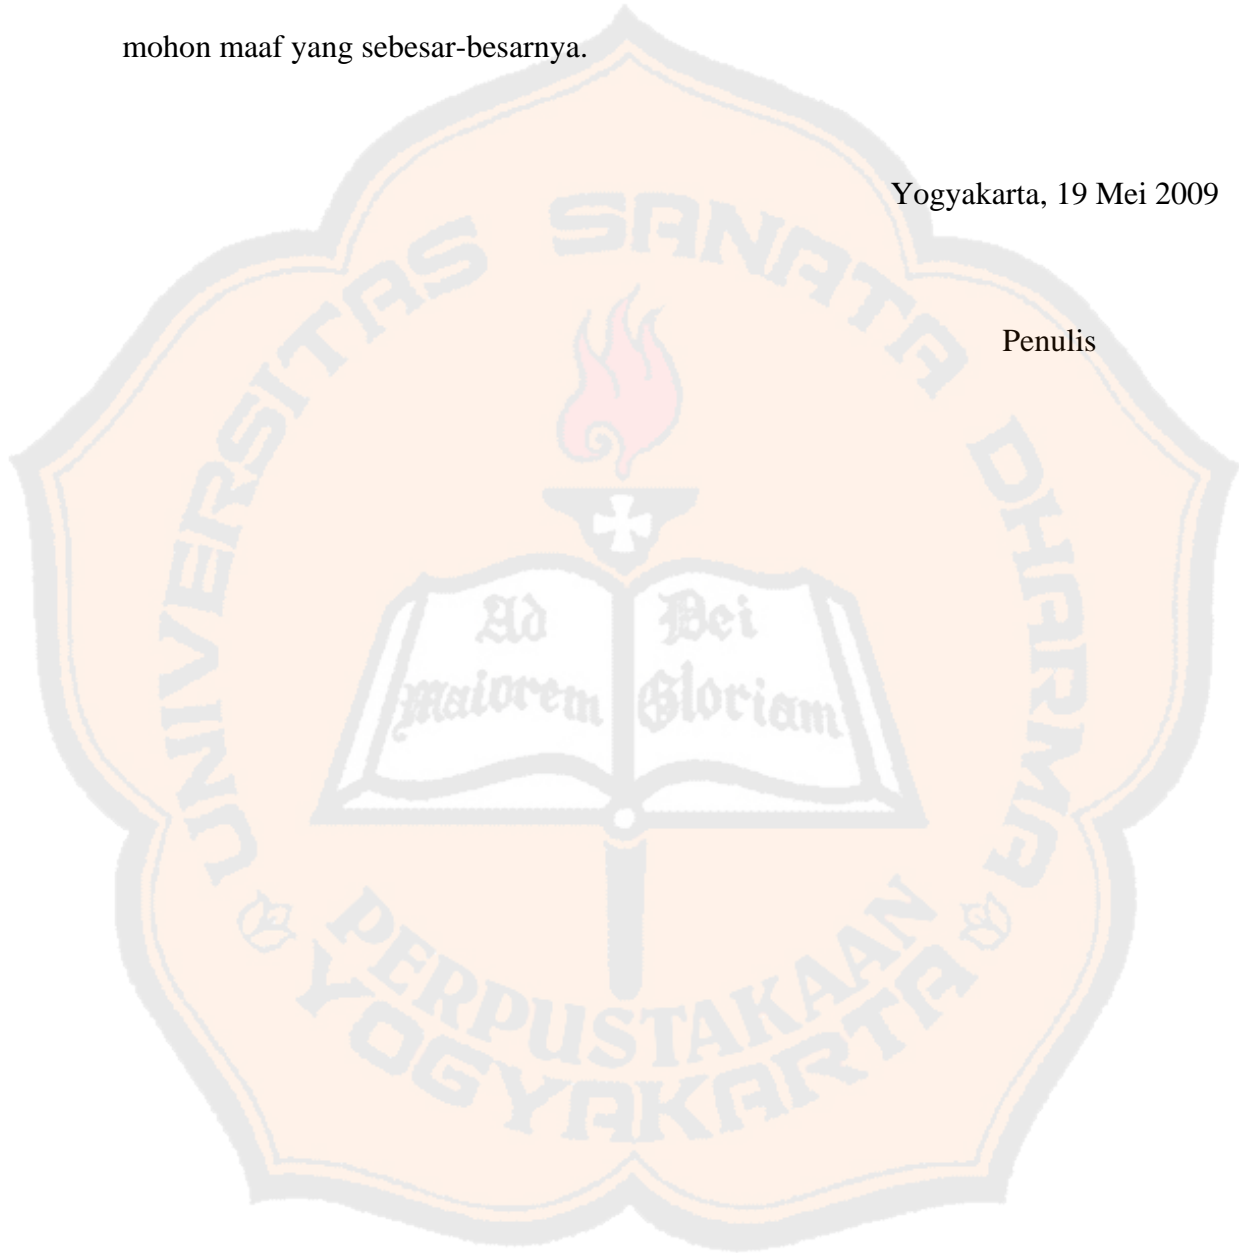 mohon maaf yang sebesar-besarnya.
Yogyakarta, 19 Mei 2009
Penulis
UNIVERSITAS SANATA DHARMA
Ad Dei
maiorem Gloriam
PERPUSTAKAAN
YOGYAKARTA